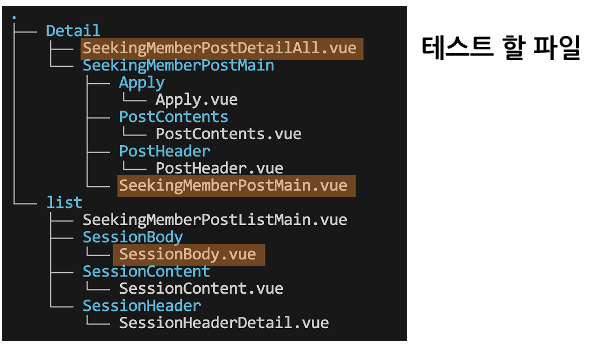 .
├── Detail
│   ├── SeekingMemberPostDetailAll.vue
│   └── SeekingMemberPostMain
│       ├── Apply
│       │   └── Apply.vue
│       ├── PostContents
│       │   └── PostContents.vue
│       ├── PostHeader
│       │   └── PostHeader.vue
│       └── SeekingMemberPostMain.vue
└── list
    ├── SeekingMemberPostListMain.vue
    ├── SessionBody
    │   └── SessionBody.vue
    ├── SessionContent
    │   └── SessionContent.vue
    └── SessionHeader
        └── SessionHeaderDetail.vue
테스트 할 파일